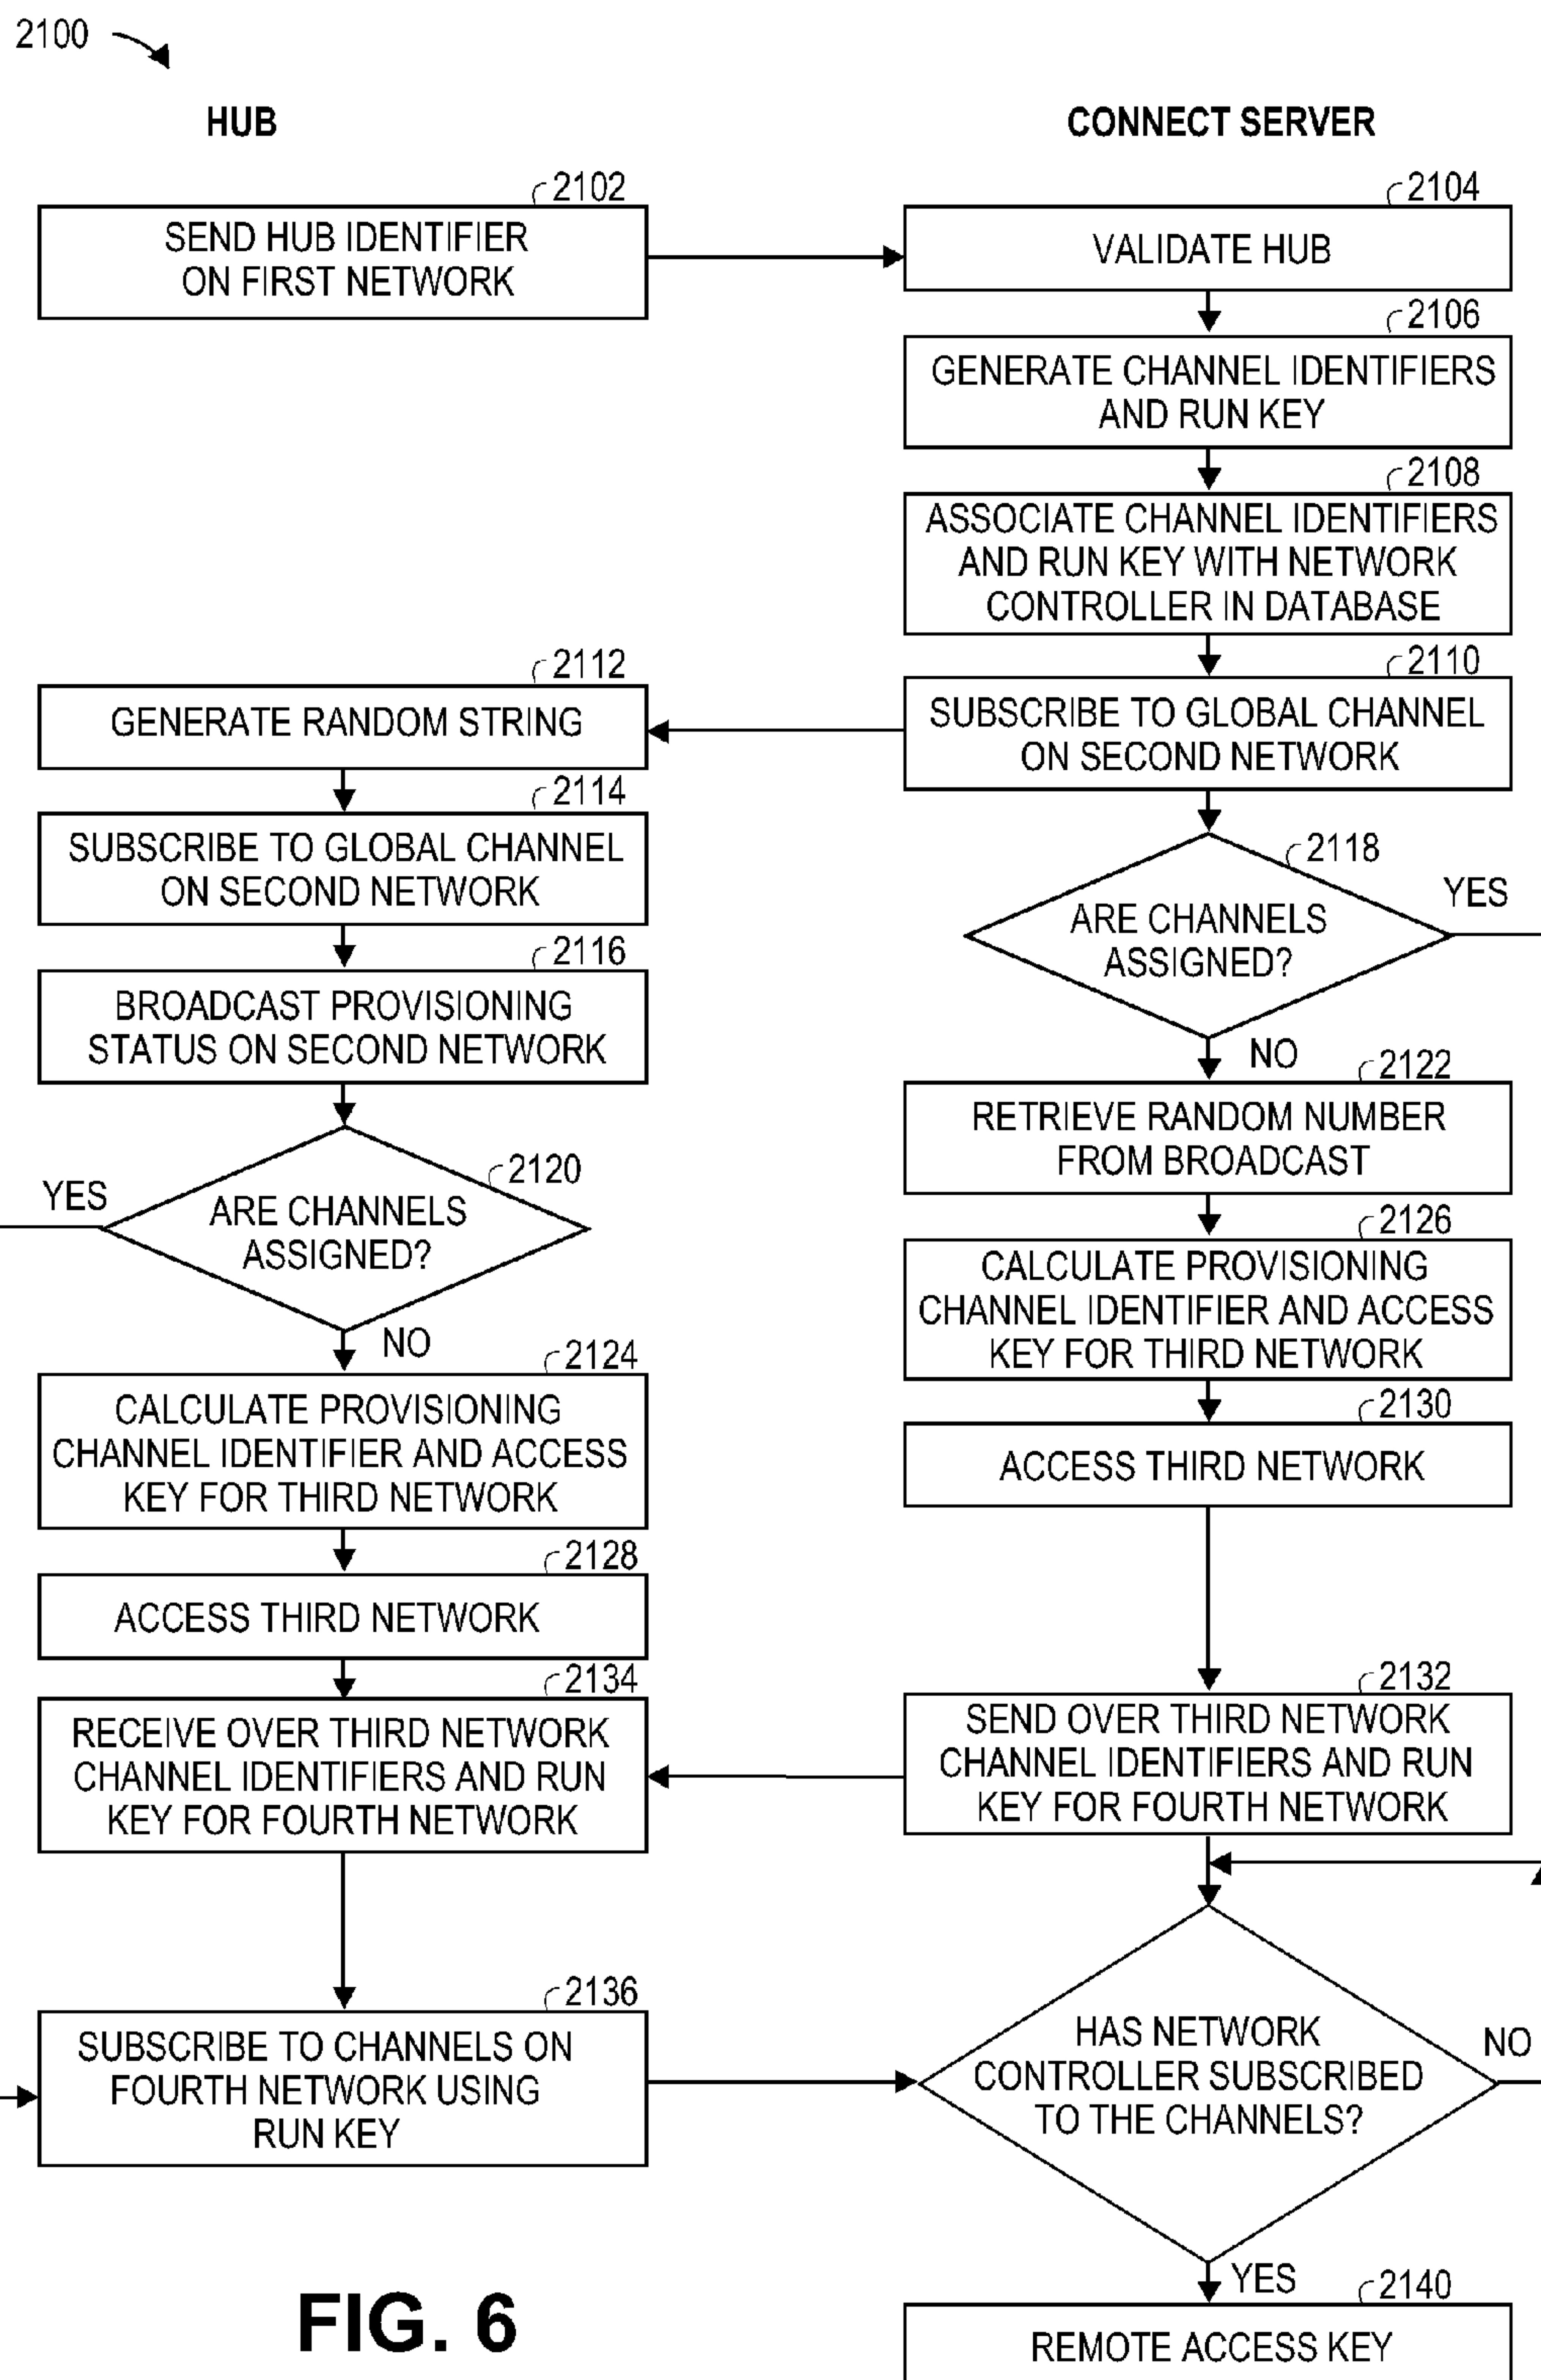 2100
HUB
CONNECT SERVER
2102
SEND HUB IDENTIFIER
ON FIRST NETWORK
2104
VALIDATE HUB
2106
GENERATE CHANNEL IDENTIFIERS
AND RUN KEY
2108
ASSOCIATE CHANNEL IDENTIFIERS
AND RUN KEY WITH NETWORK
CONTROLLER IN DATABASE
2110
SUBSCRIBE TO GLOBAL CHANNEL
ON SECOND NETWORK
2112
GENERATE RANDOM STRING
2114
SUBSCRIBE TO GLOBAL CHANNEL
ON SECOND NETWORK
2116
BROADCAST PROVISIONING
STATUS ON SECOND NETWORK
2118
ARE CHANNELS
ASSIGNED?
YES
NO
2120
ARE CHANNELS
ASSIGNED?
YES
NO
2122
RETRIEVE RANDOM NUMBER
FROM BROADCAST
2124
CALCULATE PROVISIONING
CHANNEL IDENTIFIER AND ACCESS
KEY FOR THIRD NETWORK
2126
CALCULATE PROVISIONING
CHANNEL IDENTIFIER AND ACCESS
KEY FOR THIRD NETWORK
2128
ACCESS THIRD NETWORK
2130
ACCESS THIRD NETWORK
2132
SEND OVER THIRD NETWORK
CHANNEL IDENTIFIERS AND RUN
KEY FOR FOURTH NETWORK
2134
RECEIVE OVER THIRD NETWORK
CHANNEL IDENTIFIERS AND RUN
KEY FOR FOURTH NETWORK
2136
SUBSCRIBE TO CHANNELS ON
FOURTH NETWORK USING
RUN KEY
HAS NETWORK
CONTROLLER SUBSCRIBED
TO THE CHANNELS?
NO
YES
2140
REMOTE ACCESS KEY
FIG. 6